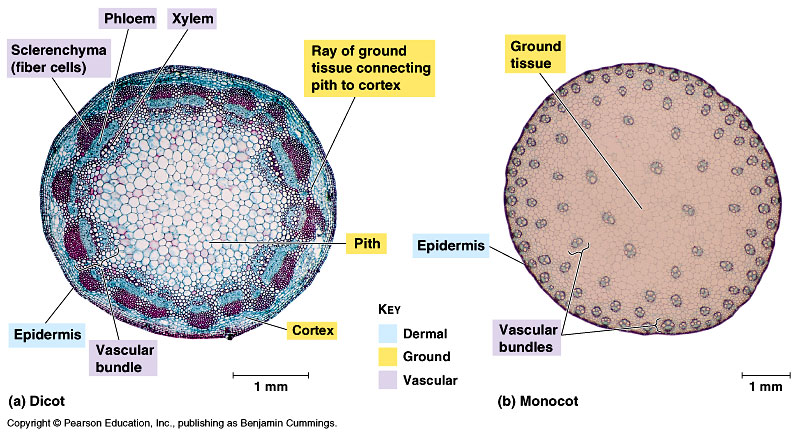 Phloem
Xylem
Sclerenchyma
(fiber cells)
Ray of ground
tissue connecting
pith to cortex
Pith
Epidermis
Vascular
bundle
Cortex
1 mm
(a) Dicot
KEY
Dermal
Ground
Vascular
Ground
tissue
Epidermis
Vascular
bundles
1 mm
(b) Monocot
Copyright © Pearson Education, Inc., publishing as Benjamin Cummings.